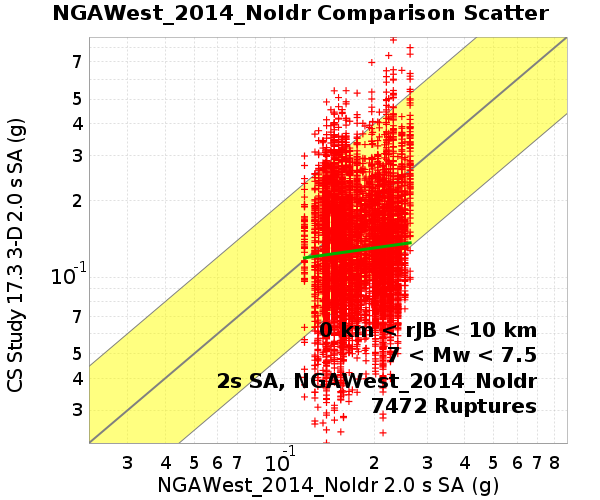 NGAWest_2014_NoIdr Comparison Scatter
CS Study 17.3 3-D 2.0 s SA (g)
7
5
4
3
2
10-1
7
5
4
3
0 km < rJB < 10 km
7 < Mw < 7.5
2s SA, NGAWest_2014_NoIdr
7472 Ruptures
3 4 5 6 7 10-1 2 3 4 5 6 7 8
NGAWest_2014_NoIdr 2.0 s SA (g)